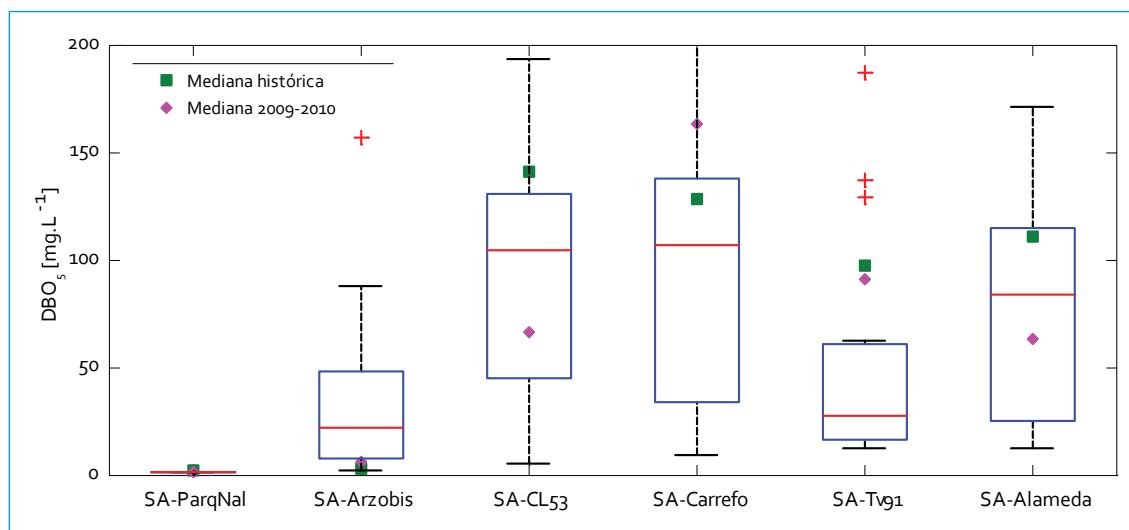 200
150
100
50
0
DBO₅ [mg.L⁻¹]
Mediana histórica
Mediana 2009-2010
SA-ParqNal SA-Arzobis SA-CL53 SA-Carrefo SA-Tv91 SA-Alameda